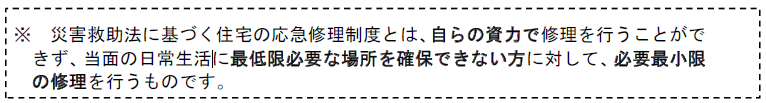 ※　災害救助法に基づく住宅の応急修理制度とは、自らの資力で修理を行うことがで
きず、当面の日常生活に最低限必要な場所を確保できない方に対して、必要最小限
の修理を行うものです。